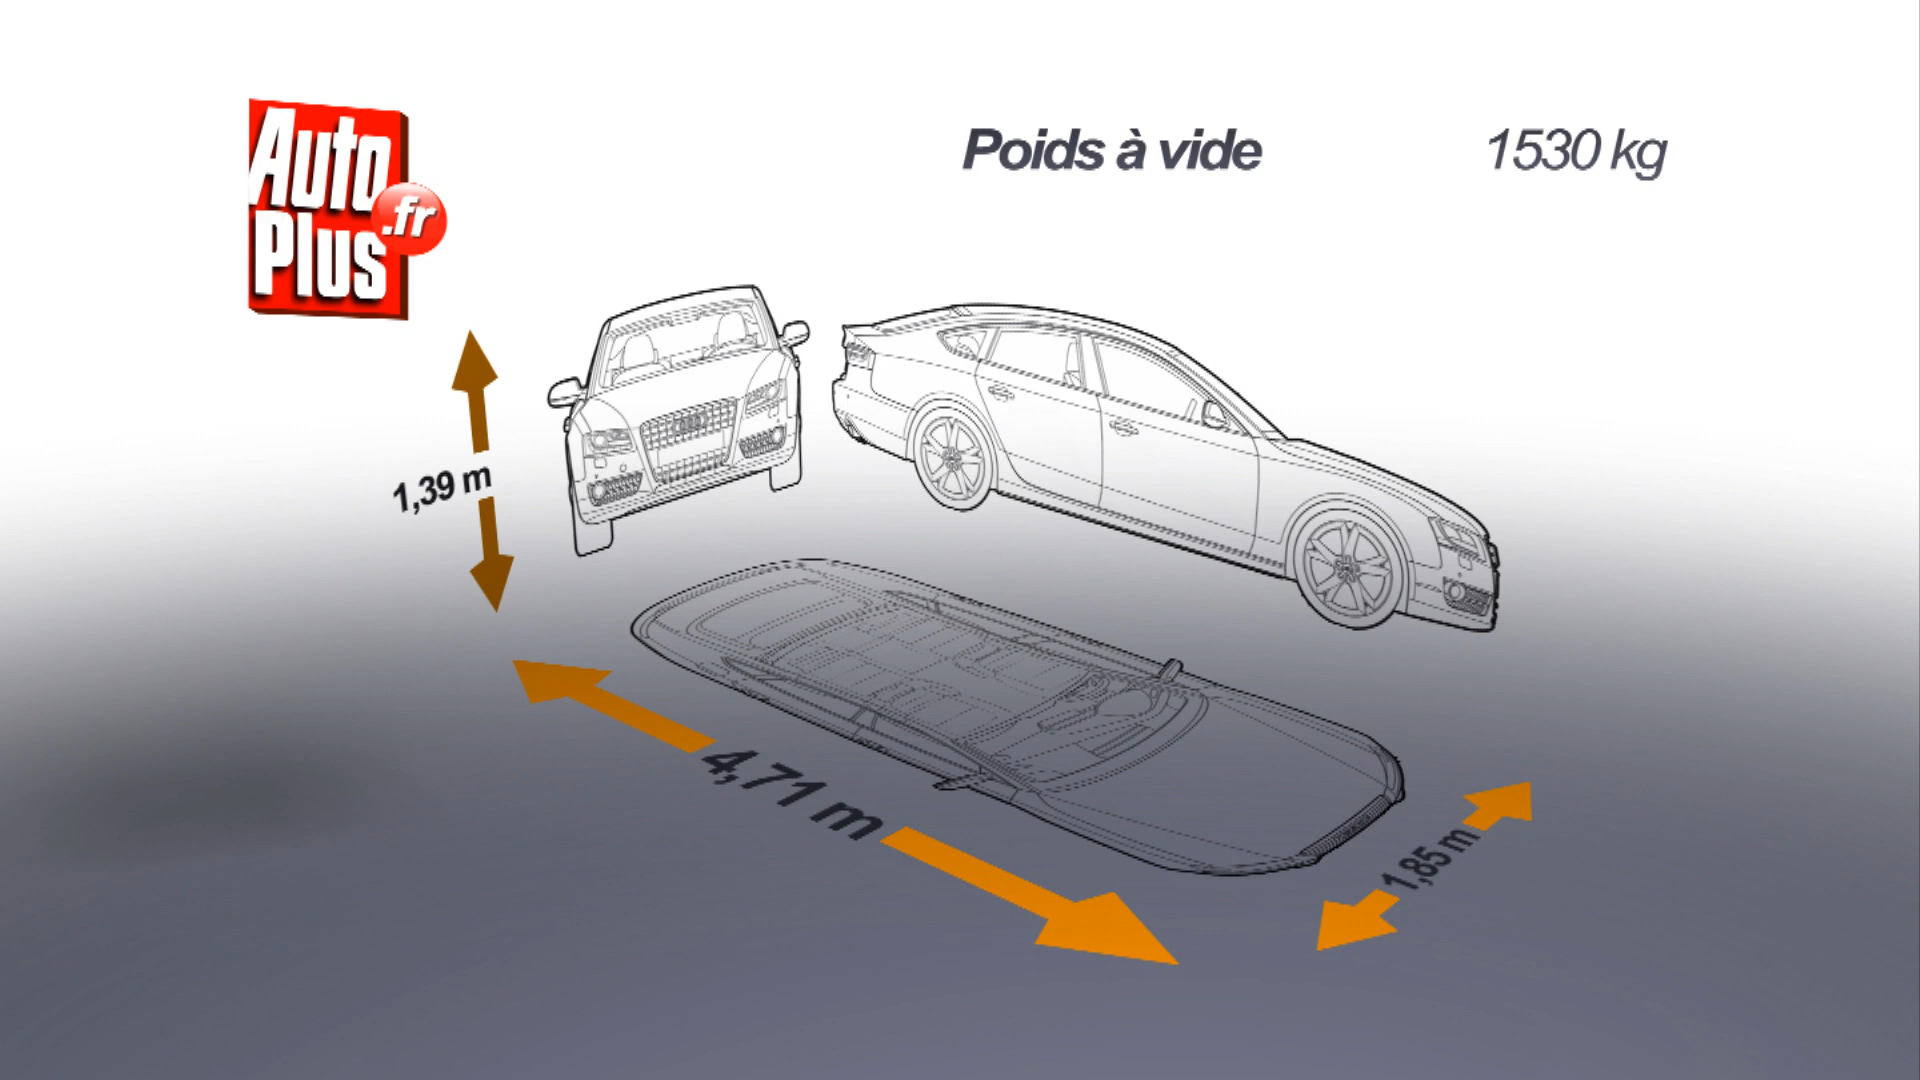 Auto
Plus
.fr
Poids à vide 1530 kg
1,39 m
4,71 m
1,85 m